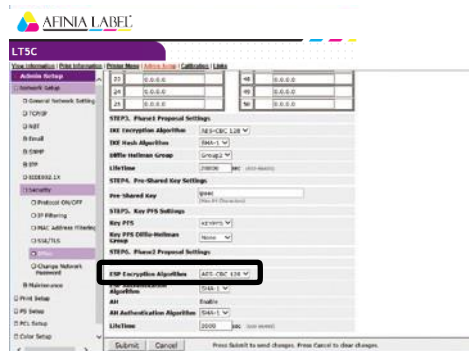 AFINIA LABEL
LT5C
View Information | Print Information | Printer Menu | Admin Setup | Calibration | Links
Admin Setup
Network Setup
General Network Setting
TCP/IP
NBT
Email
SNMP
IPP
IEEE802.1X
Security
Protocol ON/OFF
IP Filtering
MAC Address Filtering
SSL/TLS
IPSec
Change Network
Password
Maintenance
Print Setup
PS Setup
PCL Setup
Color Setup
23 0.0.0.0 48 0.0.0.0
24 0.0.0.0 49 0.0.0.0
25 0.0.0.0 50 0.0.0.0
STEP3. Phase1 Proposal Settings
IKE Encryption Algorithm AES-CBC 128
IKE Hash Algorithm SHA-1
Diffie-Hellman Group Group2
LifeTime 28800 sec
STEP4. Pre-Shared Key Settings
Pre-Shared Key ipsec
STEP5. Key PFS Settings
Key PFS KEYPFS
Key PFS Diffie-Hellman None
Group
STEP6. Phase2 Proposal Settings
ESP Encryption Algorithm AES-CBC 128
ESP Authentication SHA-1
Algorithm
AH Enable
AH Authentication Algorithm SHA-1
LifeTime 3600 sec
Submit Cancel Press Submit to send changes. Press Cancel to clear changes.